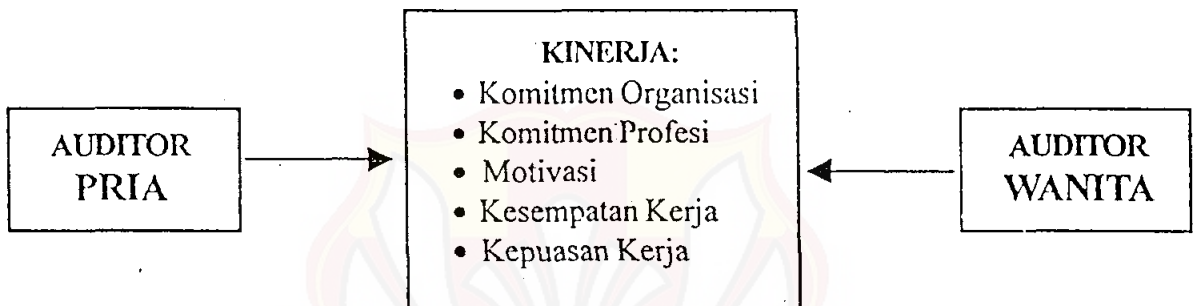 AUDITOR
PRIA
KINERJA:
• Komitmen Organisasi
• Komitmen Profesi
• Motivasi
• Kesempatan Kerja
• Kepuasan Kerja
AUDITOR
WANITA